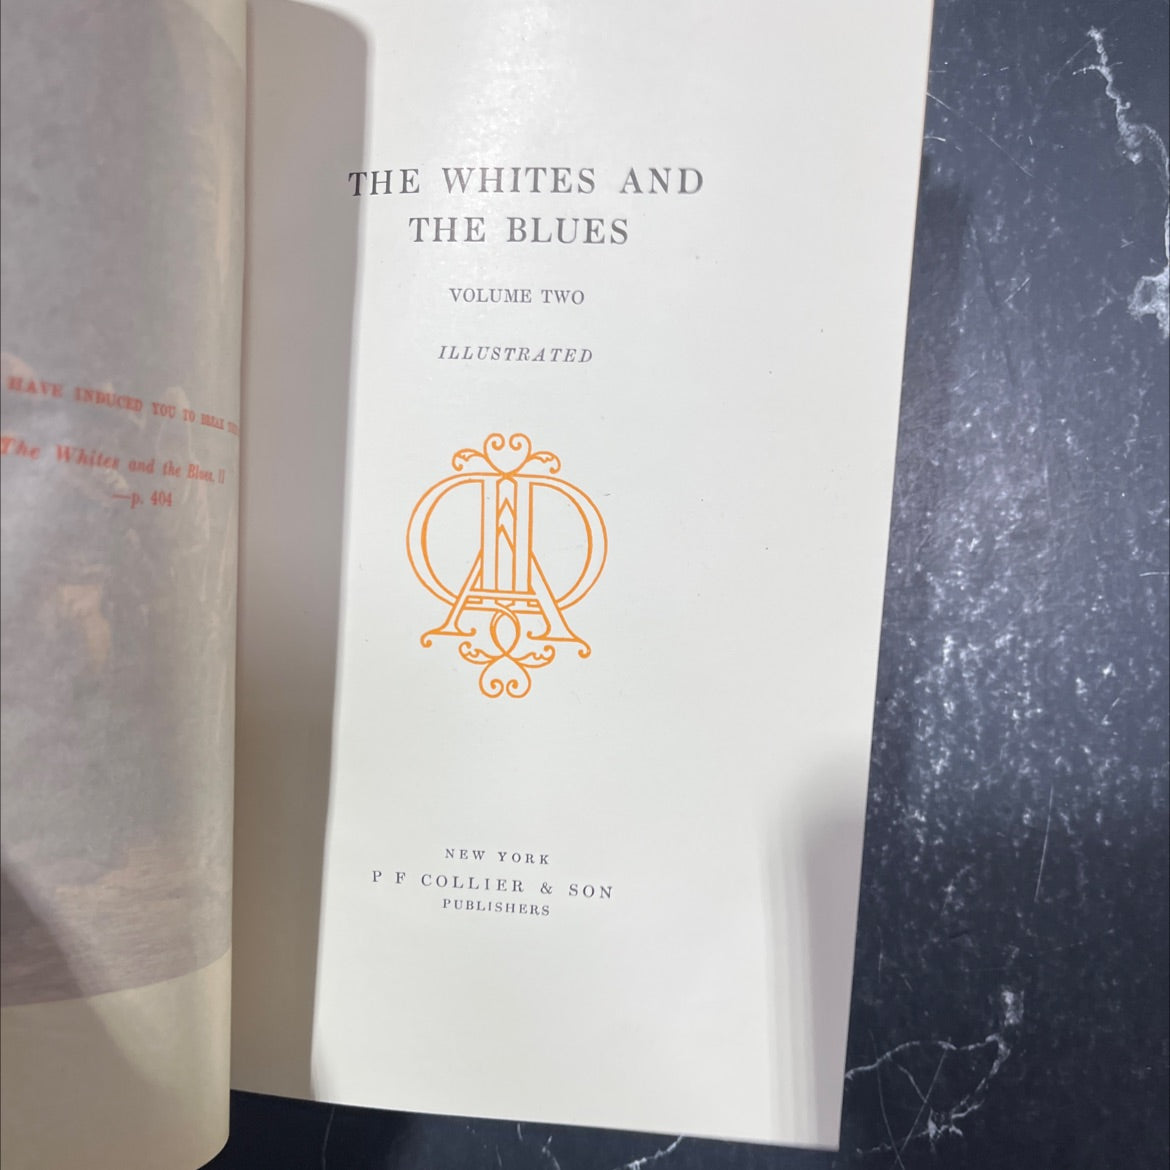 HAVE INDUCED YOU TO BREAK
The Whites and the Blues, II
—p. 404
THE WHITES AND
THE BLUES
VOLUME TWO
ILLUSTRATED
NEW YORK
P F COLLIER & SON
PUBLISHERS